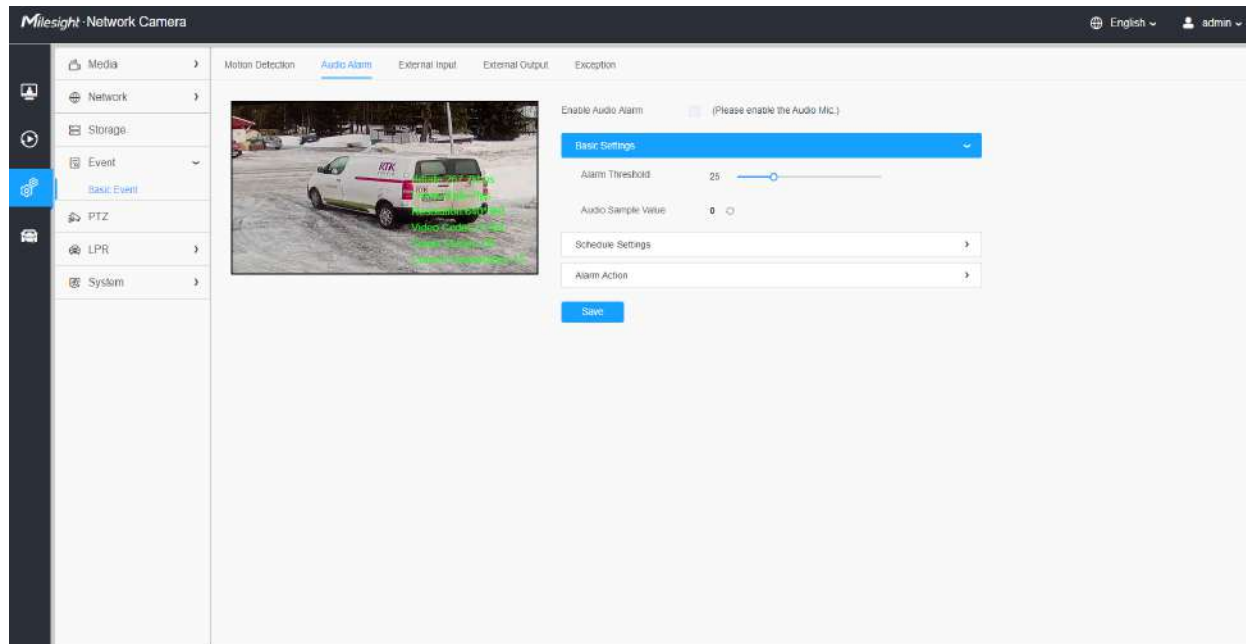 Milesight - Network Camera
English
admin
Media
Network
Storage
Event
Basic Event
PTZ
LPR
System
Motion Detection
Audio Alarm
External Input
External Output
Exception
Enable Audio Alarm
(Please enable the Audio Mic.)
Basic Settings
Alarm Threshold
25
Audio Sample Value
0
Schedule Settings
Alarm Action
Save
KTK